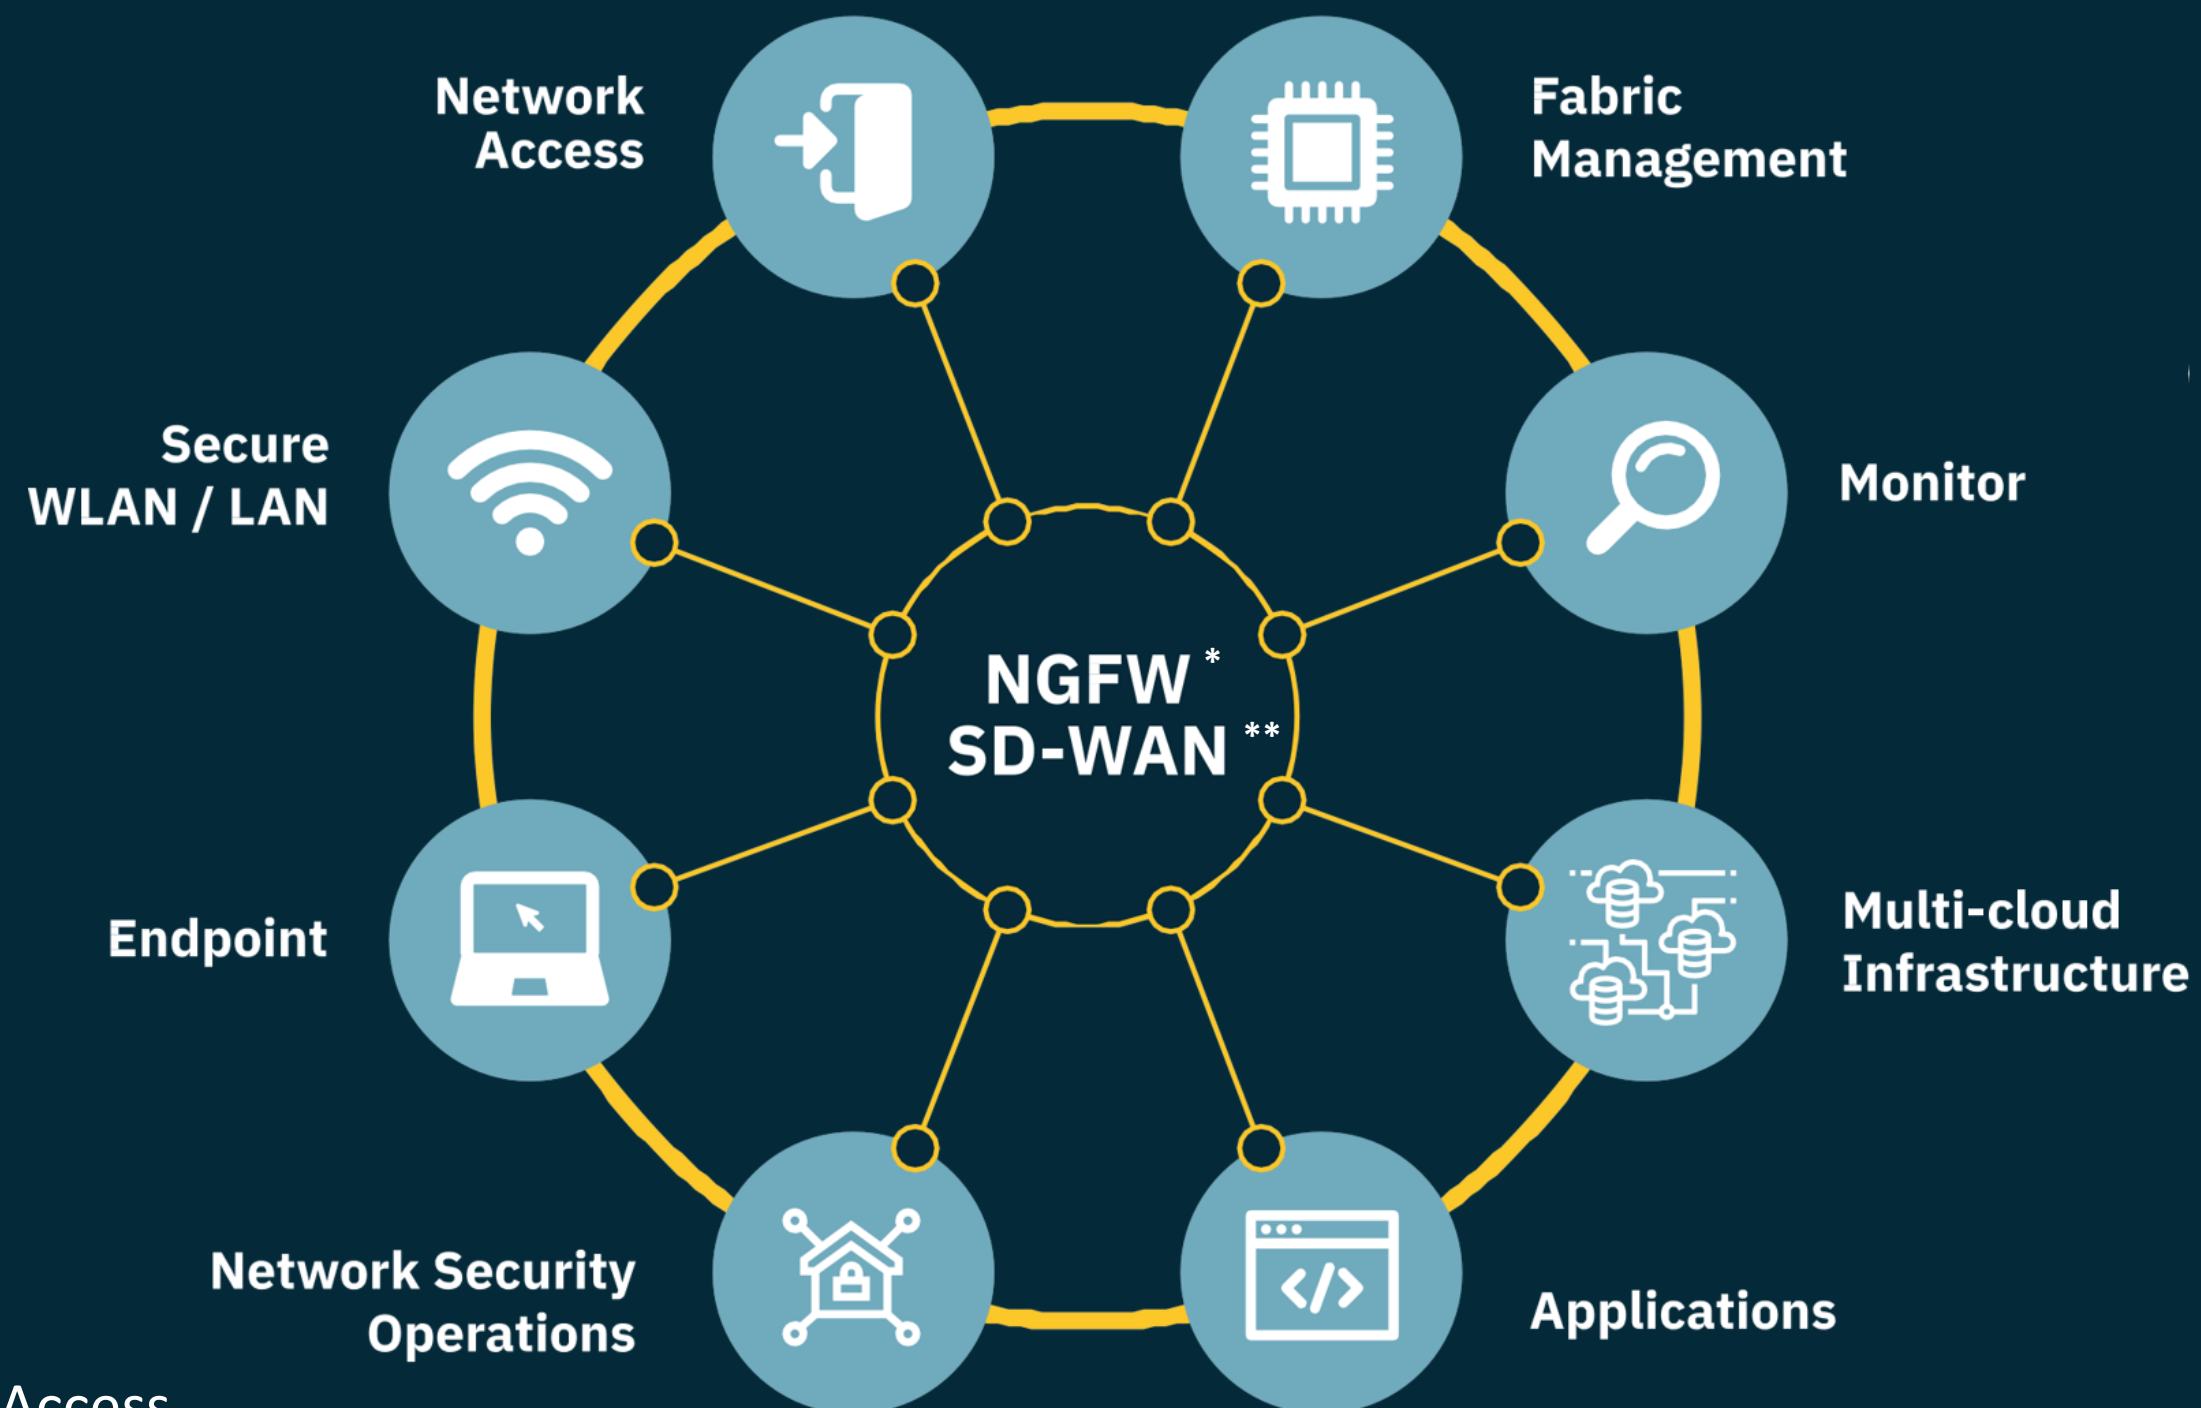 Network
Access
Fabric
Management
Secure
WLAN / LAN
Monitor
NGFW *
SD-WAN **
Endpoint
Multi-cloud
Infrastructure
Network Security
Operations
Applications
Access